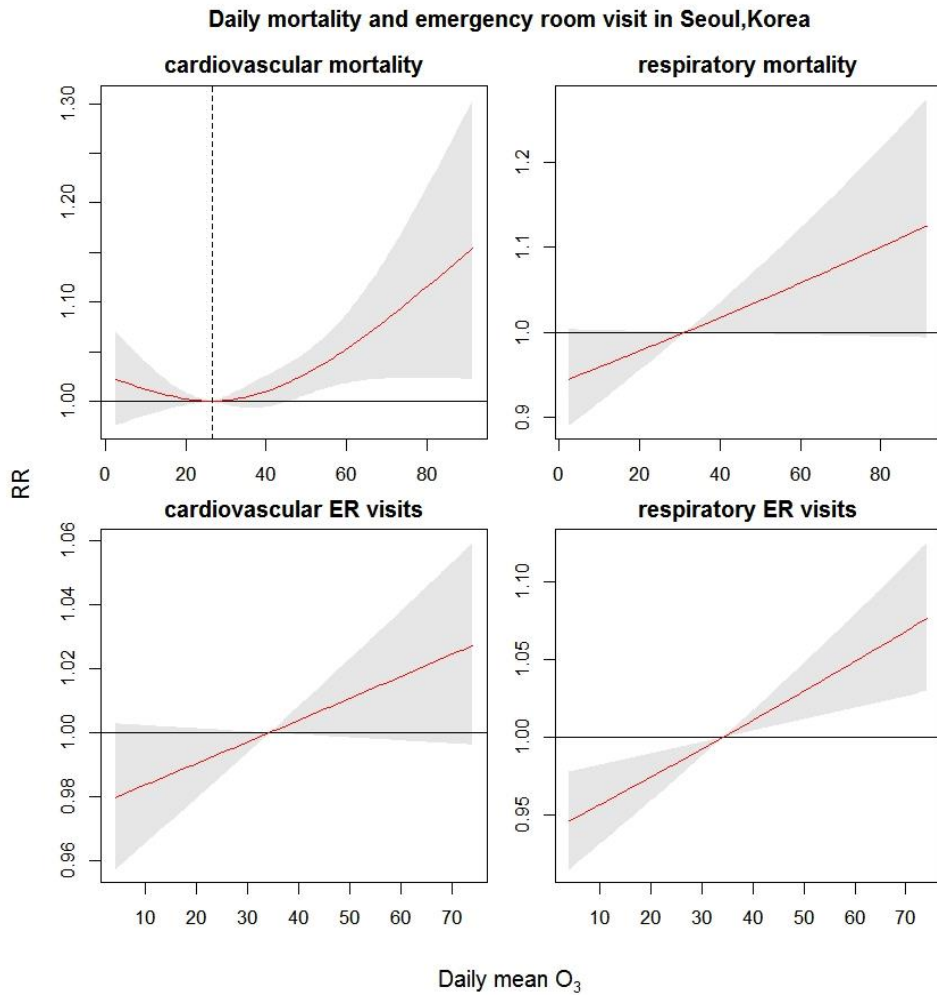 Daily mortality and emergency room visit in Seoul,Korea
cardiovascular mortality
respiratory mortality
1.30
1.20
1.10
1.00
0 20 40 60 80
1.2
1.1
1.0
0.9
0 20 40 60 80
RR
cardiovascular ER visits
respiratory ER visits
1.06
1.04
1.02
1.00
0.98
0.96
10 20 30 40 50 60 70
1.10
1.05
1.00
0.95
10 20 30 40 50 60 70
Daily mean O₃